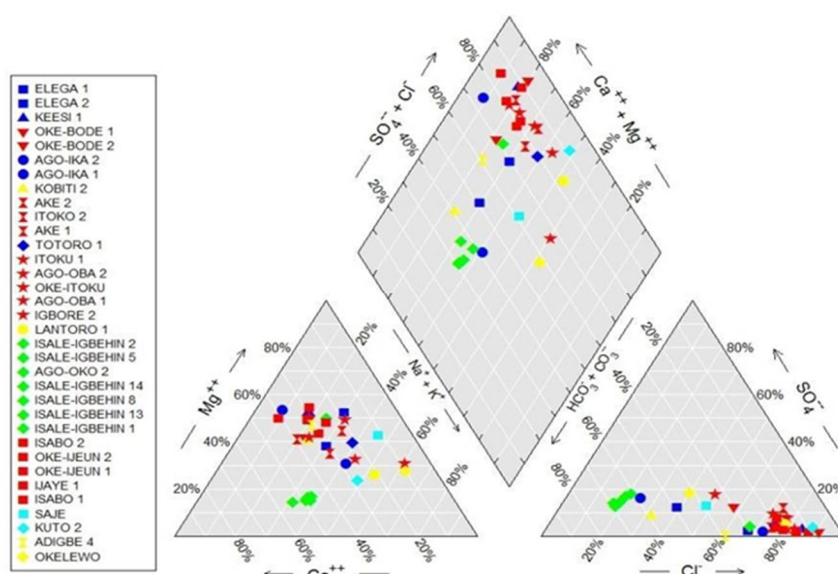 ELEGA 1
ELEGA 2
KEESI 1
OKE-BODE 1
OKE-BODE 2
AGO-IKA 2
AGO-IKA 1
KOBITI 2
AKE 2
ITOKO 2
AKE 1
TOTORO 1
ITOKU 1
AGO-OBA 2
OKE-ITOKU
AGO-OBA 1
IGBORE 2
LANTORO 1
ISALE-IGBEHIN 2
ISALE-IGBEHIN 5
AGO-OKO 2
ISALE-IGBEHIN 14
ISALE-IGBEHIN 8
ISALE-IGBEHIN 13
ISALE-IGBEHIN 1
ISABO 2
OKE-IJEUN 2
OKE-IJEUN 1
IJAYE 1
ISABO 1
SAJE
KUTO 2
ADIGBE 4
OKELEWO
80%
60%
40%
20%
SO₄⁻⁻ + Cl⁻
80%
60%
40%
20%
Ca⁺⁺ + Mg⁺⁺
80%
60%
40%
20%
Mg⁺⁺
20%
40%
60%
80%
Na⁺ + K⁺
80%
60%
40%
20%
Ca⁺⁺
20%
40%
60%
80%
HCO₃⁻ + CO₃⁻
80%
60%
40%
20%
SO₄⁻
20%
40%
60%
80%
Cl⁻